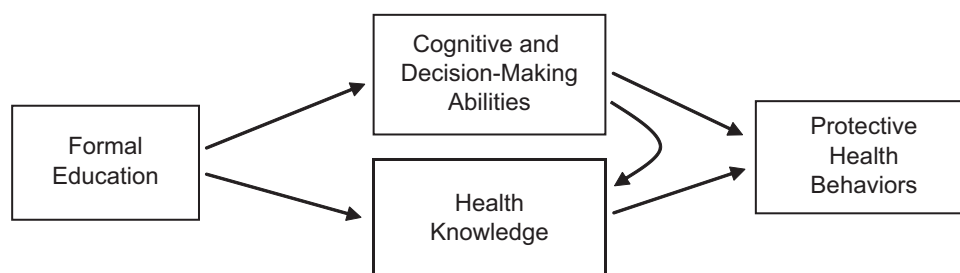 Formal
Education
Cognitive and
Decision-Making
Abilities
Health
Knowledge
Protective
Health
Behaviors